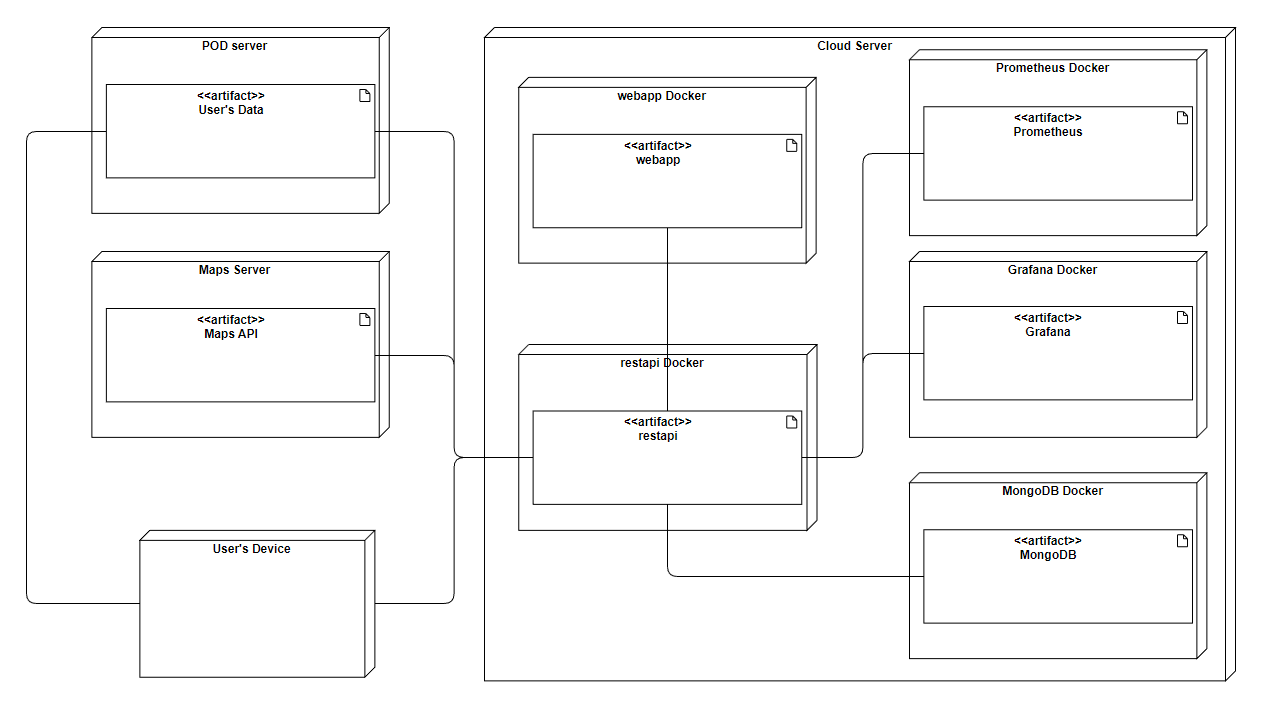 POD server
<<artifact>>
User's Data
Maps Server
<<artifact>>
Maps API
User's Device
Cloud Server
webapp Docker
<<artifact>>
webapp
restapi Docker
<<artifact>>
restapi
Prometheus Docker
<<artifact>>
Prometheus
Grafana Docker
<<artifact>>
Grafana
MongoDB Docker
<<artifact>>
MongoDB